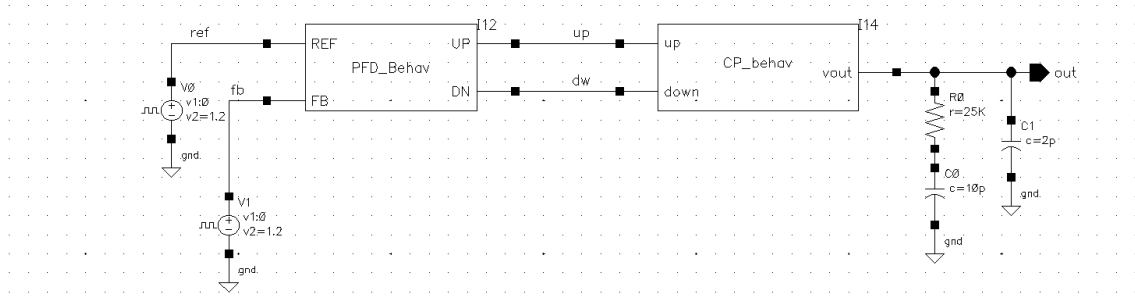 I12
I14
ref
REF
UP
up
up
PFD_Behav
CP_behav
vout
out
V0
v1:0
v2=1.2
fb
FB
DN
dw
down
R0
r=25K
C1
c=2p
gnd.
C0
c=10p
gnd.
V1
v1:0
v2=1.2
gnd
gnd.